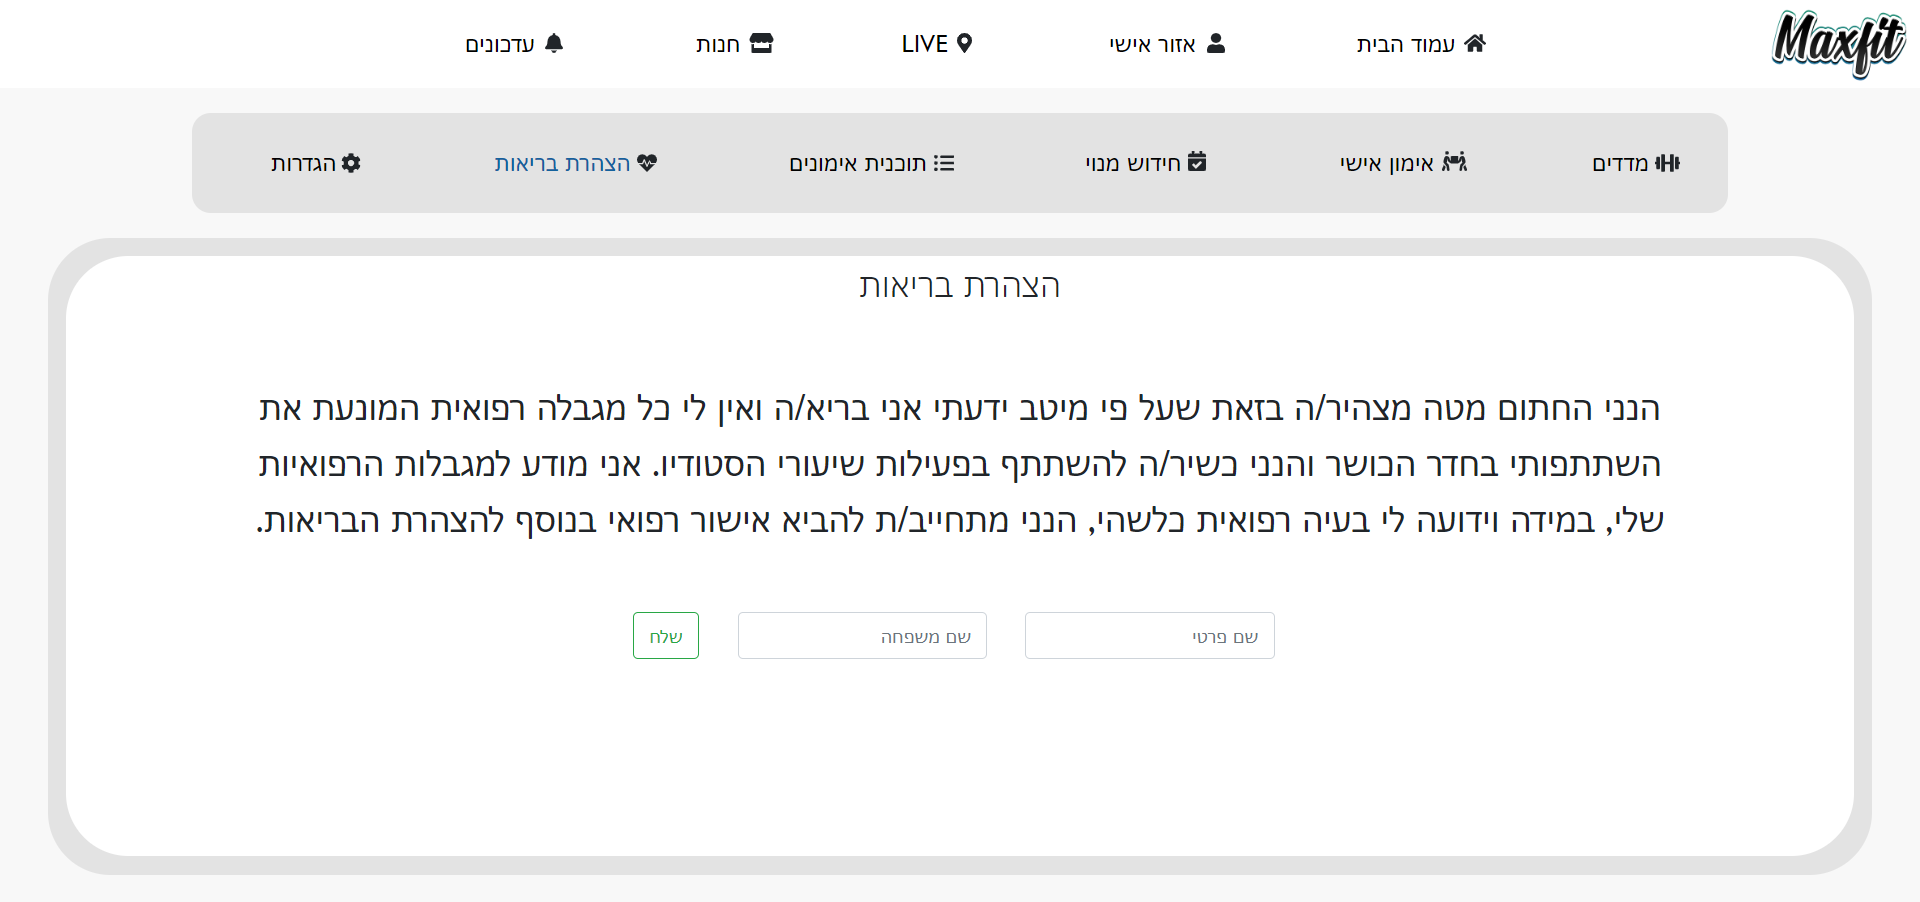 Maxfit
עמוד הבית
אזור אישי
LIVE
חנות
עדכונים
מדדים
אימון אישי
חידוש מנוי
תוכנית אימונים
הצהרת בריאות
הגדרות
הצהרת בריאות
הנני החתום מטה מצהיר/ה בזאת שעל פי מיטב ידעתי אני בריא/ה ואין לי כל מגבלה רפואית המונעת את
השתתפותי בחדר הכושר והנני כשיר/ה להשתתף בפעילות שיעורי הסטודיו. אני מודע למגבלות הרפואיות
שלי, במידה וידועה לי בעיה רפואית כלשהי, הנני מתחייב/ת להביא אישור רפואי בנוסף להצהרת הבריאות.
שם פרטי
שם משפחה
שלח